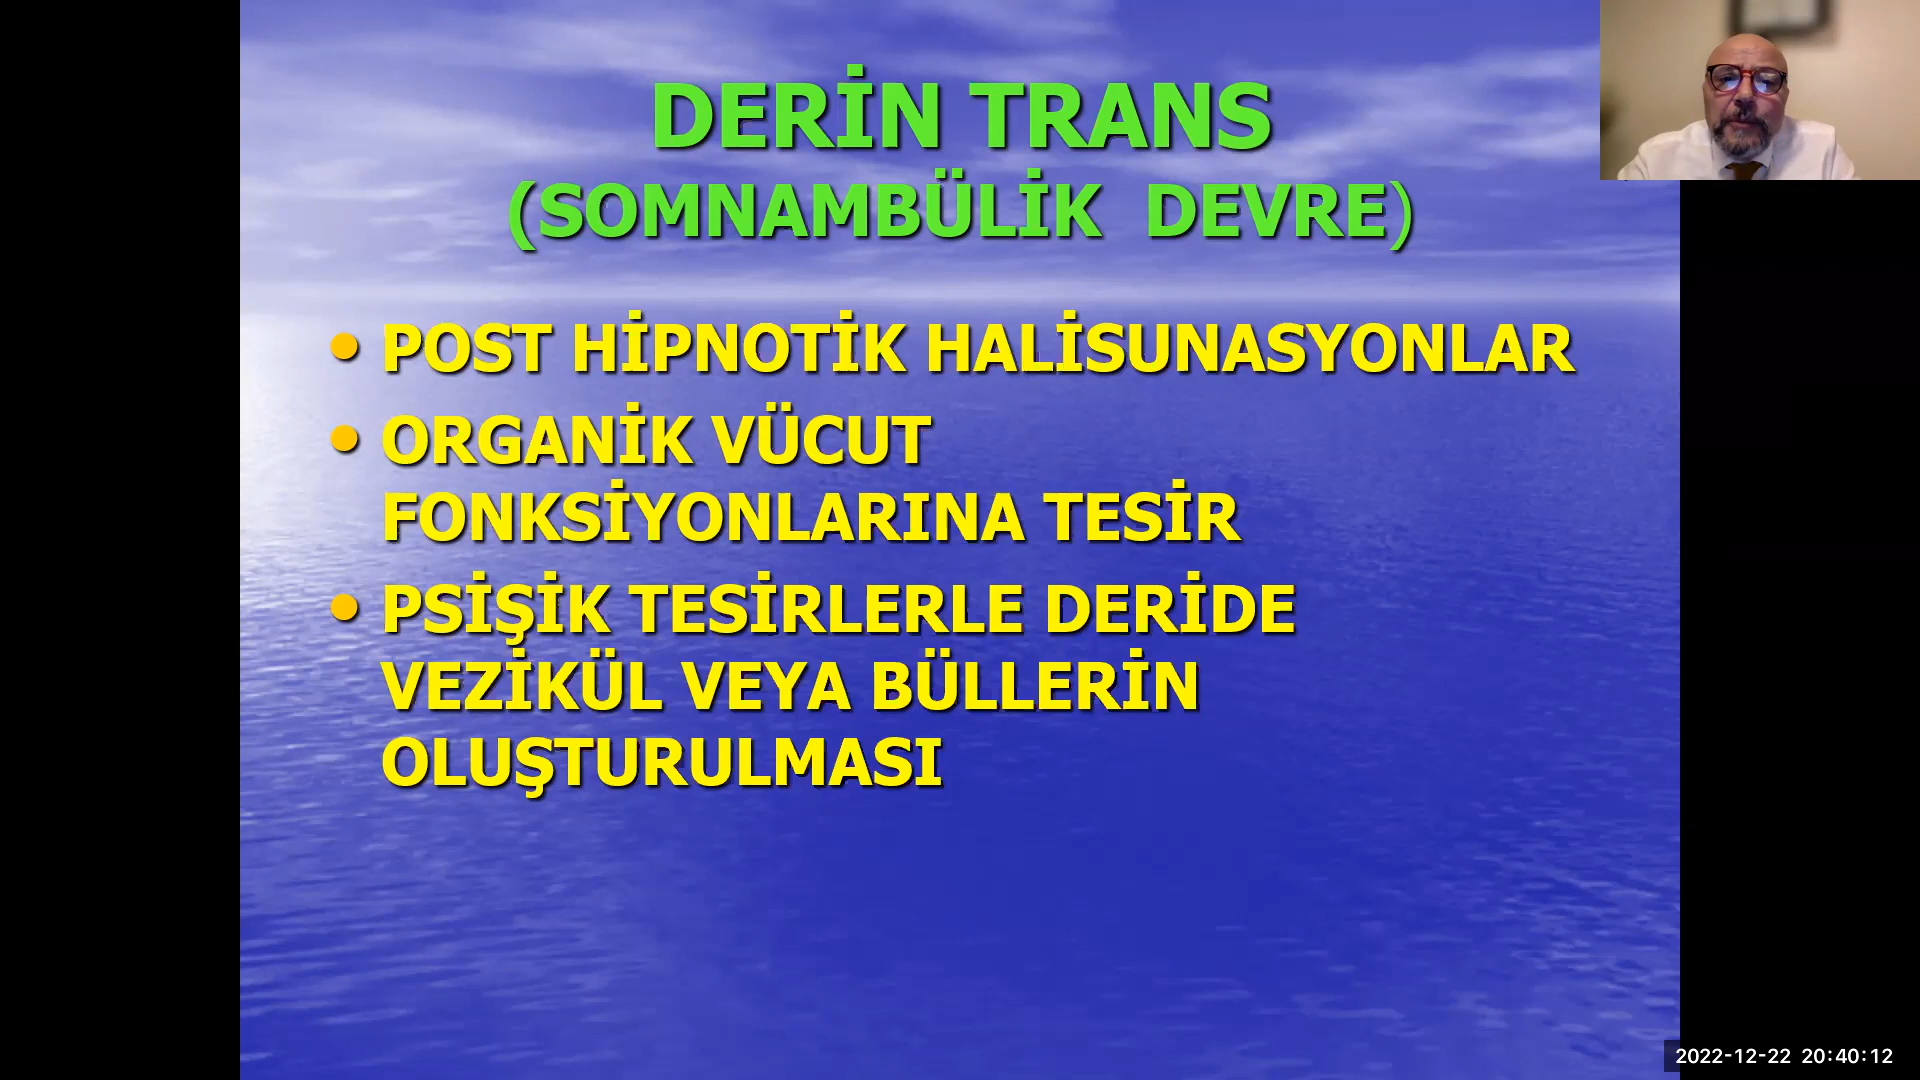 DERİN TRANS
(SOMNAMBÜLİK DEVRE)
• POST HİPNOTİK HALİSUNASYONLAR
• ORGANİK VÜCUT
FONKSİYONLARINA TESİR
• PSİŞİK TESİRLERLE DERİDE
VEZİKÜL VEYA BÜLLERİN
OLUŞTURULMASI
2022-12-22 20:40:12